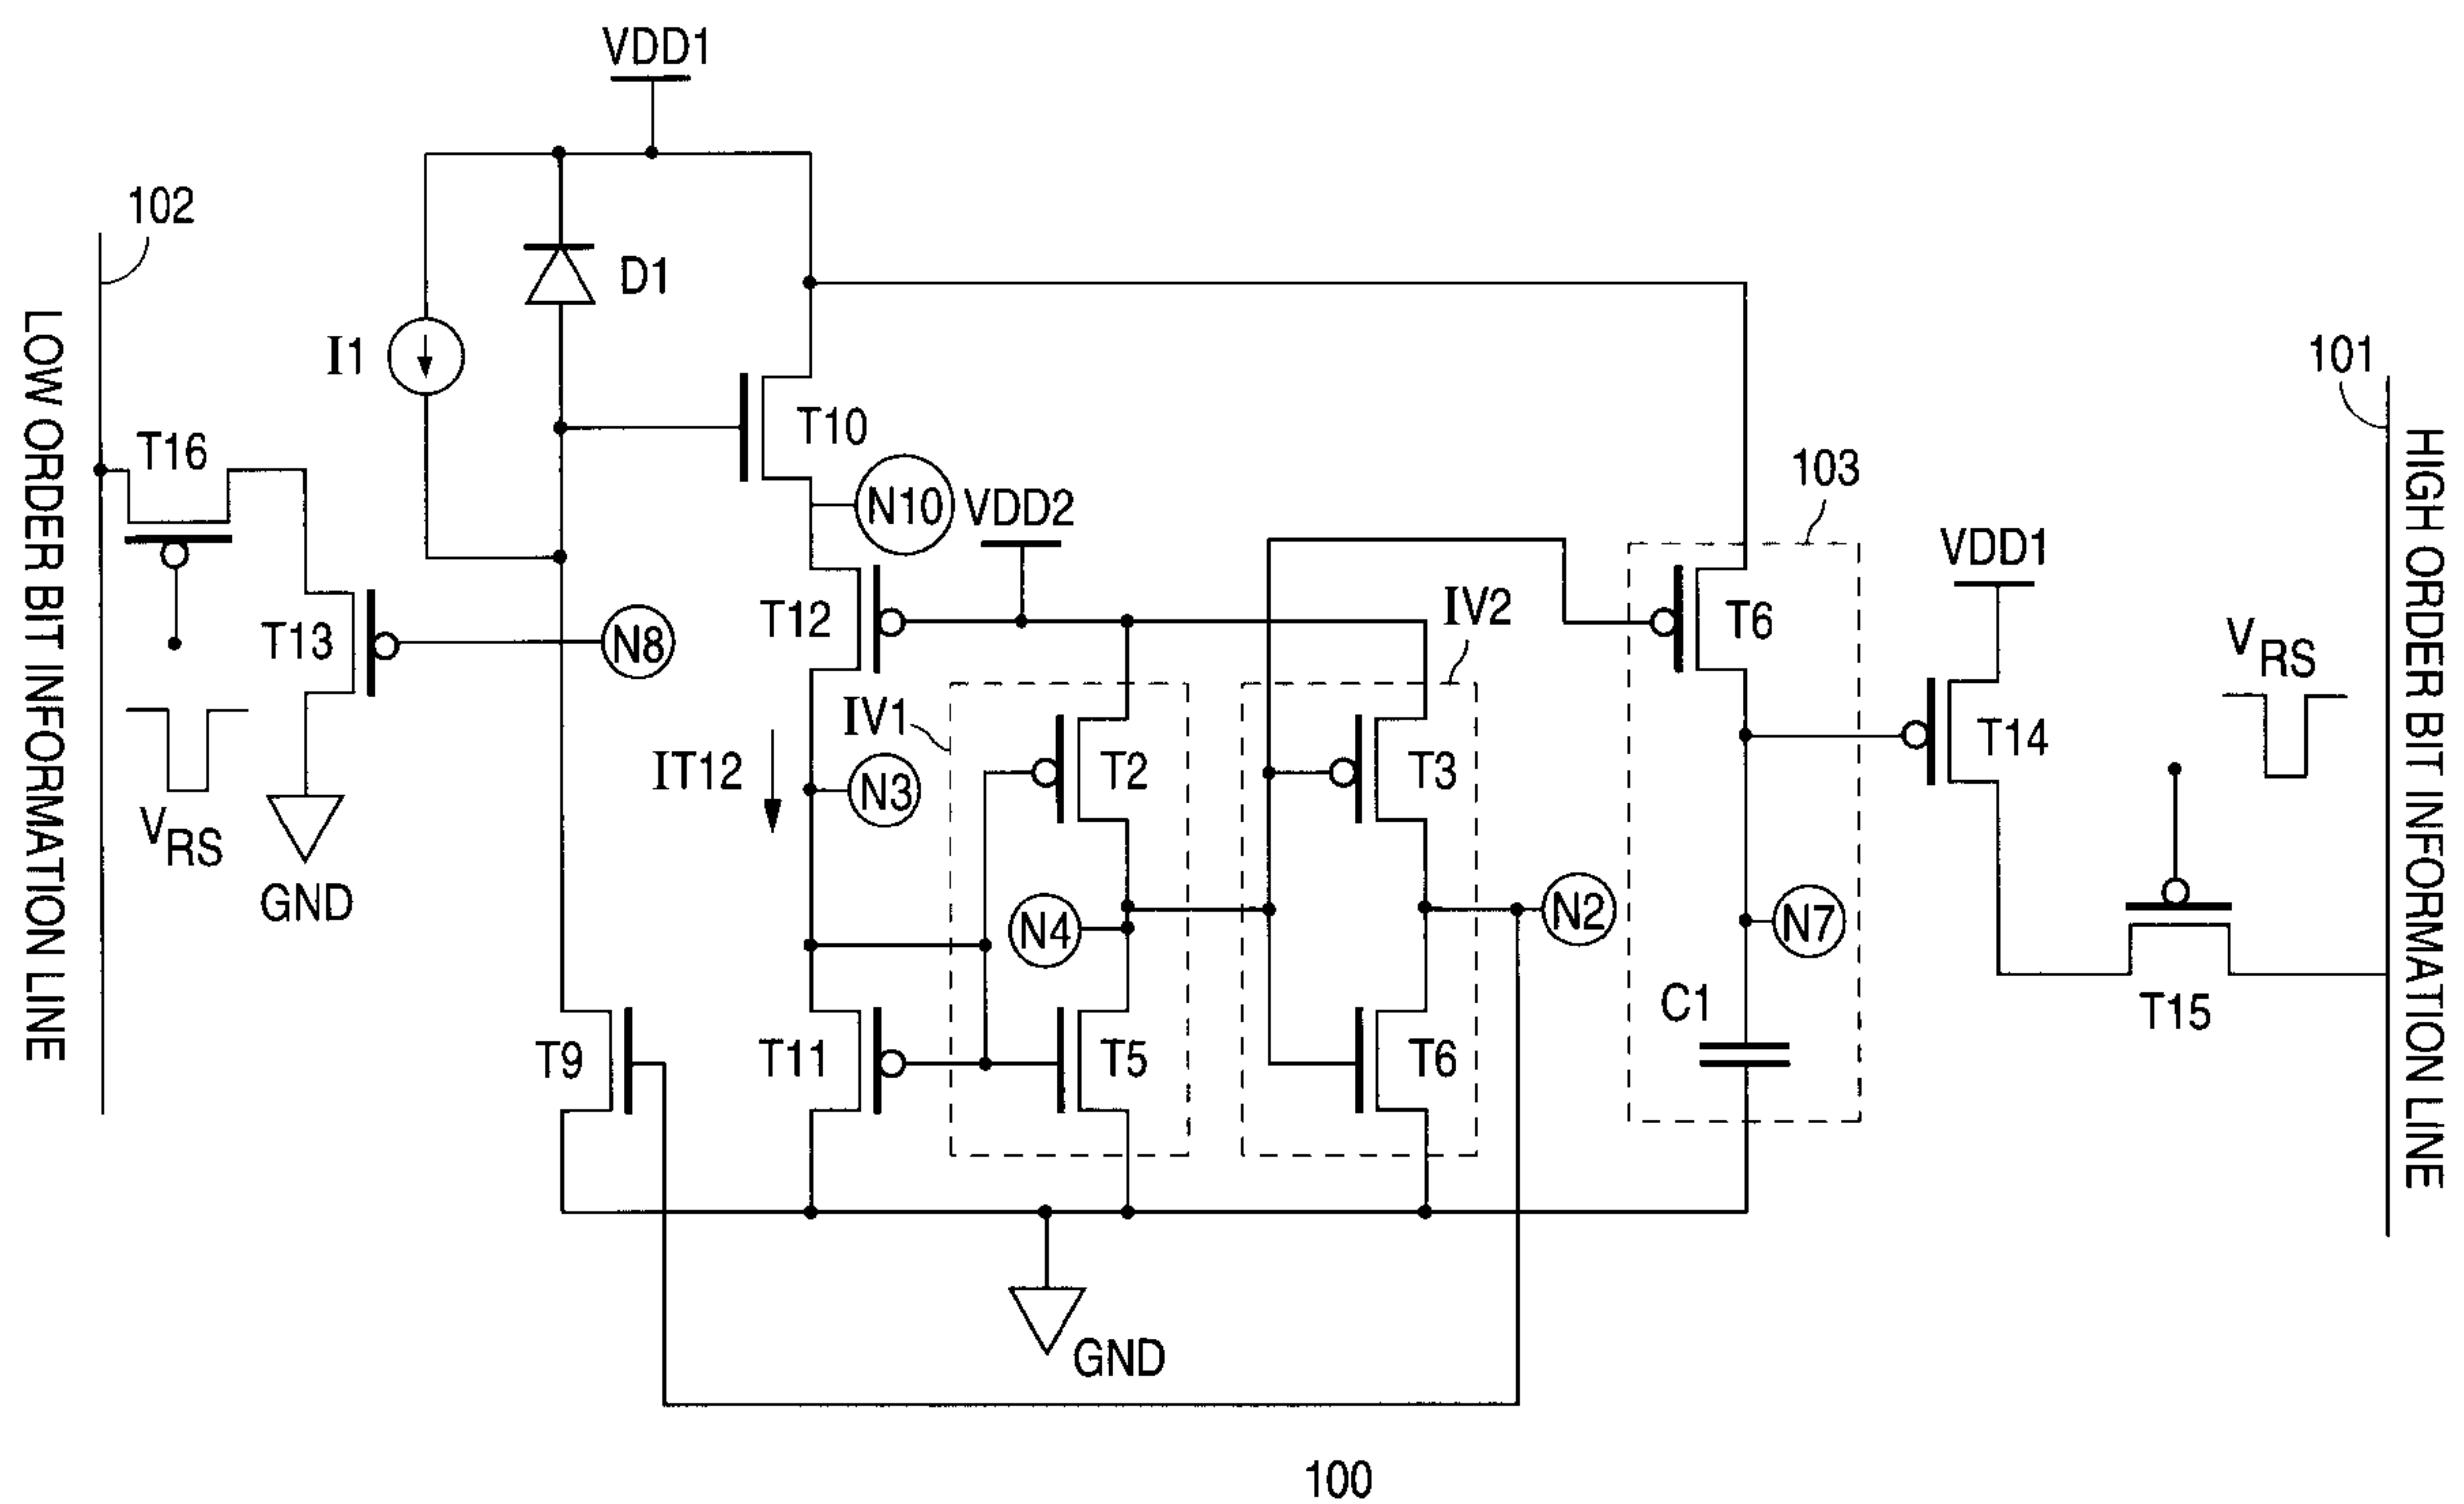 VDD1
102
D1
I1
101
T16
T10
103
N10
VDD2
VDD1
T12
IV2
T6
V RS
T13
N8
IV1
T14
IT12
T2
T3
N3
V RS
GND
N4
N2
N7
C1
T15
T9
T11
T5
T6
GND
LOW ORDER BIT INFORMATION LINE
HIGH ORDER BIT INFORMATION LINE
100